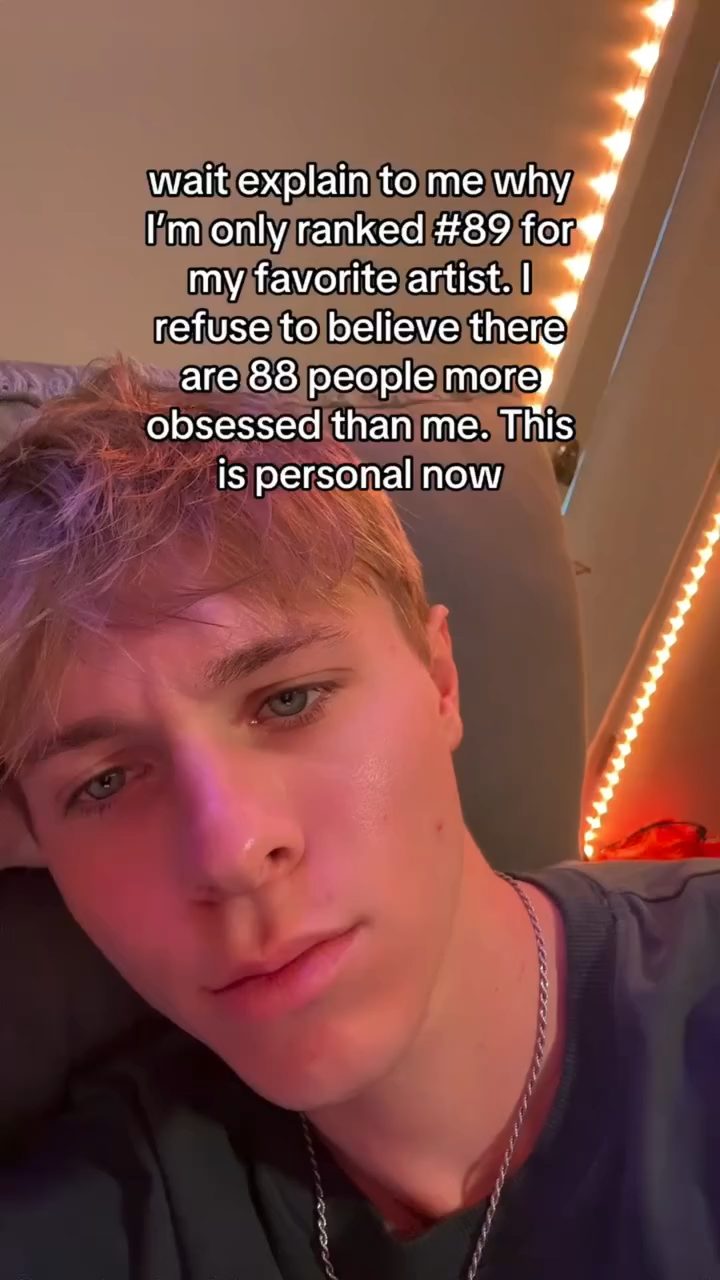 wait explain to me why
I'm only ranked #89 for
my favorite artist. I
refuse to believe there
are 88 people more
obsessed than me. This
is personal now